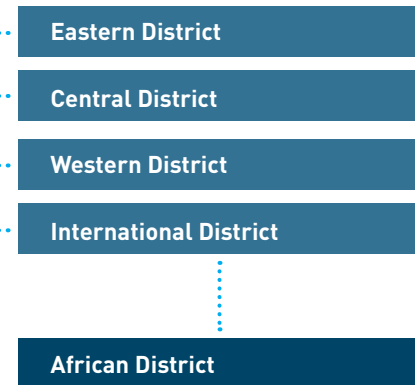 Eastern District
Central District
Western District
International District
African District